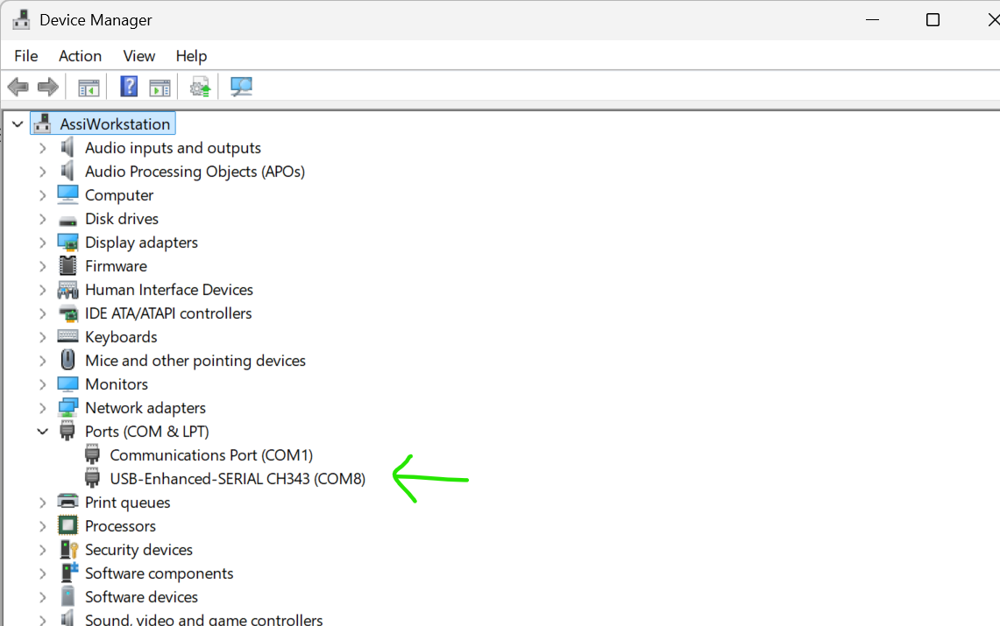 Device Manager
File Action View Help
AssiWorkstation
Audio inputs and outputs
Audio Processing Objects (APOs)
Computer
Disk drives
Display adapters
Firmware
Human Interface Devices
IDE ATA/ATAPI controllers
Keyboards
Mice and other pointing devices
Monitors
Network adapters
Ports (COM & LPT)
Communications Port (COM1)
USB-Enhanced-SERIAL CH343 (COM8)
Print queues
Processors
Security devices
Software components
Software devices
Sound, video and game controllers